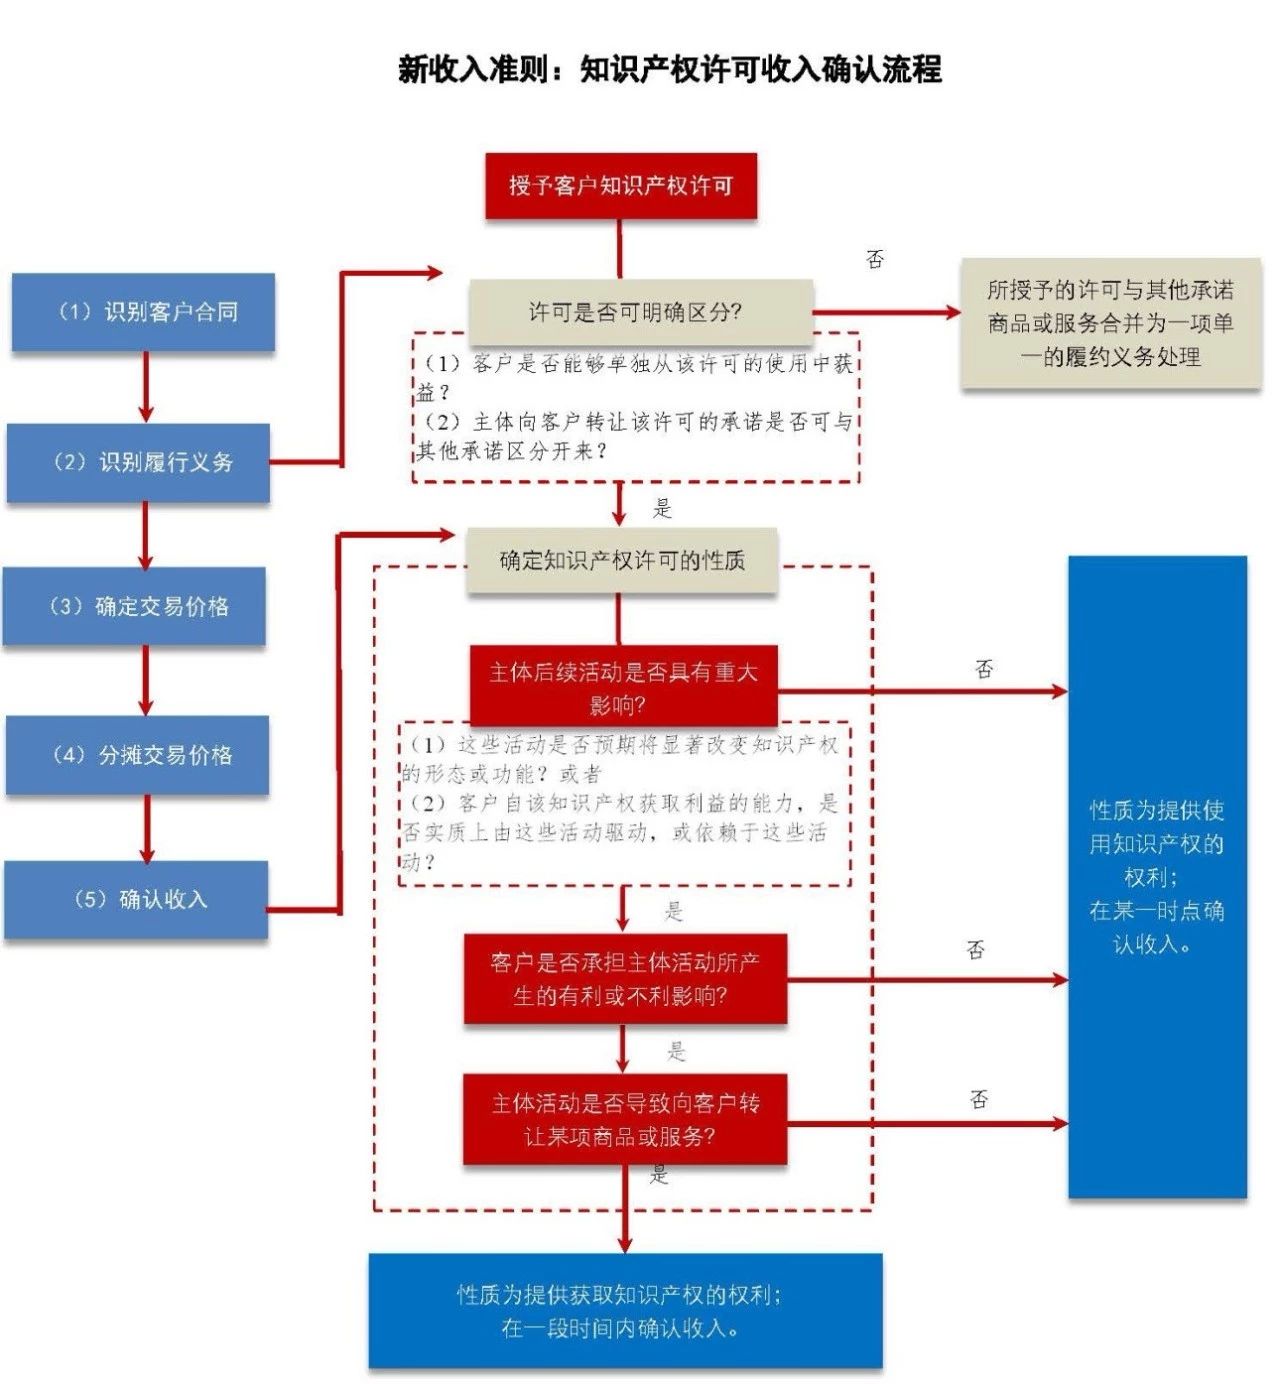 新收入准则：知识产权许可收入确认流程
授予客户知识产权许可
否
（1）识别客户合同
许可是否可明确区分？
所授予的许可与其他承诺
商品或服务合并为一项单
一的履约义务处理
（1）客户是否能够单独从该许可的使用中获
益？
（2）主体向客户转让该许可的承诺是否可与
其他承诺区分开来？
（2）识别履行义务
是
确定知识产权许可的性质
（3）确定交易价格
主体后续活动是否具有重大
影响？
否
（4）分摊交易价格
（1）这些活动是否预期将显著改变知识产权
的形态或功能？或者
（2）客户自该知识产权获取利益的能力，是
否实质上由这些活动驱动，或依赖于这些活
动？
性质为提供使
用知识产权的
权利；
在某一时点确
认收入。
（5）确认收入
是
客户是否承担主体活动所产
生的有利或不利影响？
否
是
主体活动是否导致向客户转
让某项商品或服务？
否
是
性质为提供获取知识产权的权利；
在一段时间内确认收入。